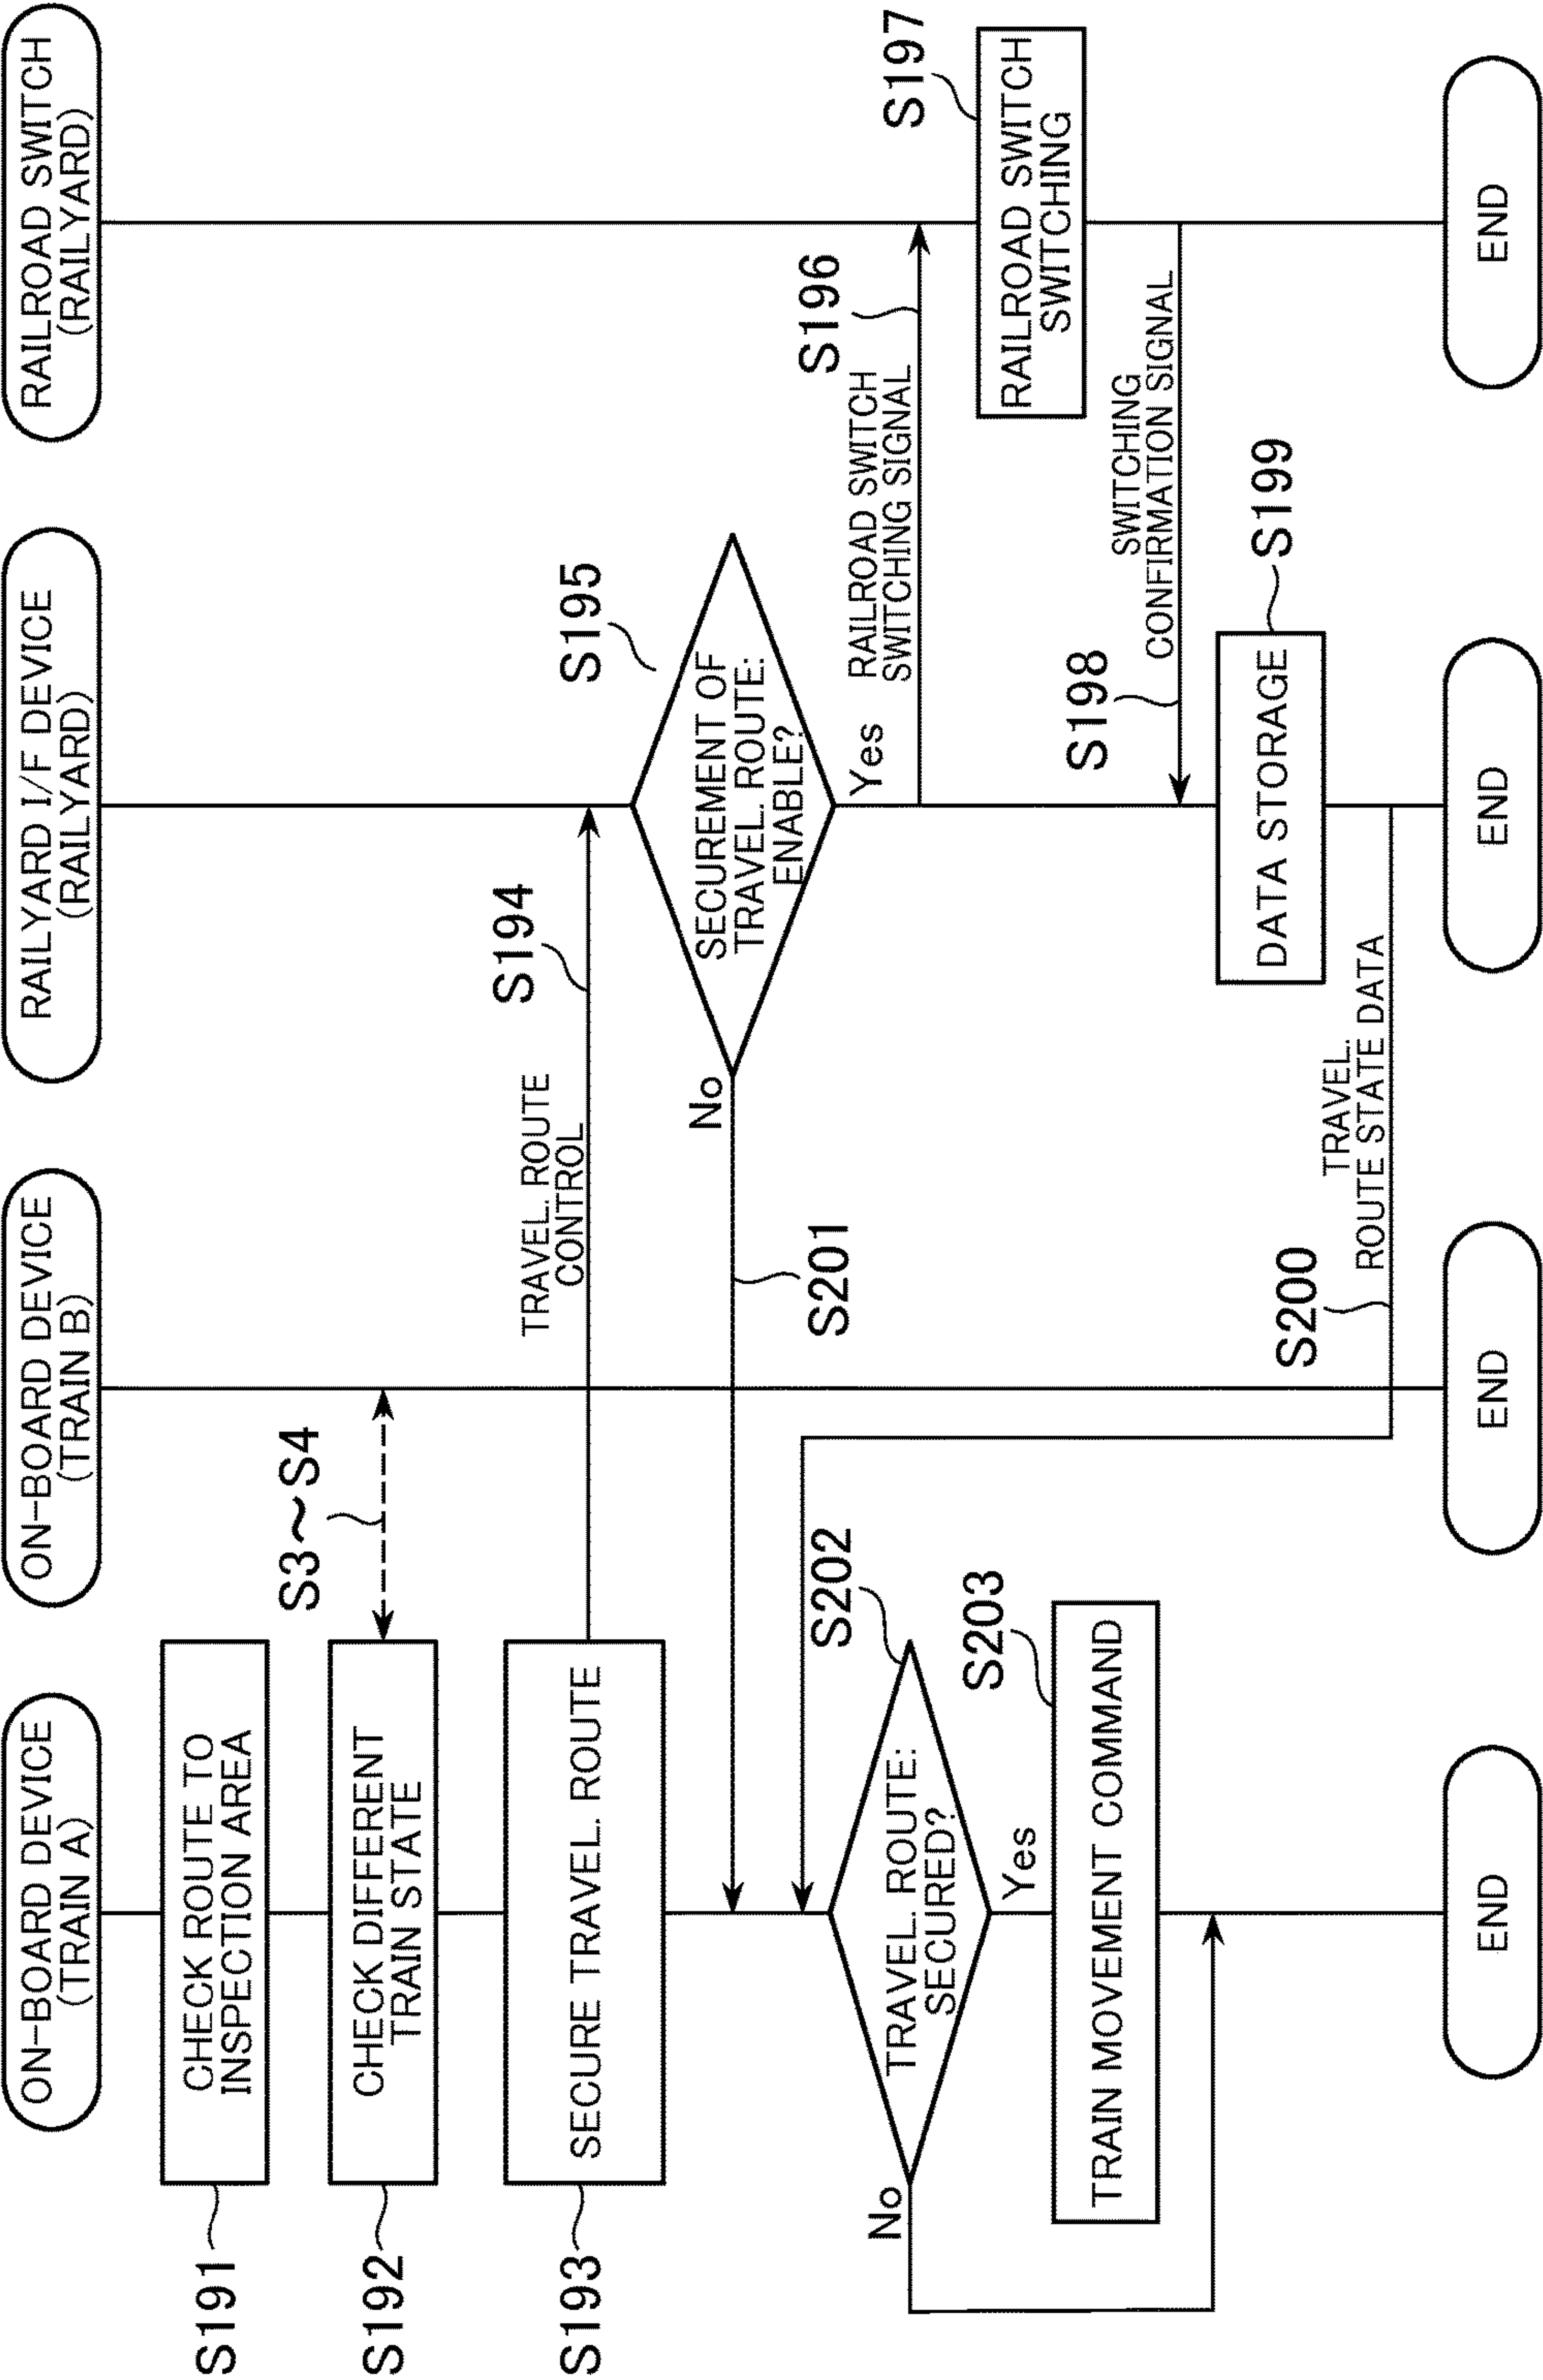 ON-BOARD DEVICE
(TRAIN A)
ON-BOARD DEVICE
(TRAIN B)
RAILYARD I/F DEVICE
(RAILYARD)
RAILROAD SWITCH
(RAILYARD)
S191
CHECK ROUTE TO
INSPECTION AREA
S192
CHECK DIFFERENT
TRAIN STATE
S3~S4
S193
SECURE TRAVEL. ROUTE
TRAVEL. ROUTE
CONTROL
S194
S195
SECUREMENT OF
TRAVEL. ROUTE:
ENABLE?
No
Yes
S201
RAILROAD SWITCH
SWITCHING SIGNAL
S196
S197
RAILROAD SWITCH
SWITCHING
S202
TRAVEL. ROUTE:
SECURED?
No
Yes
S203
TRAIN MOVEMENT COMMAND
S198
SWITCHING
CONFIRMATION SIGNAL
S199
DATA STORAGE
S200
TRAVEL.
ROUTE STATE DATA
END
END
END
END